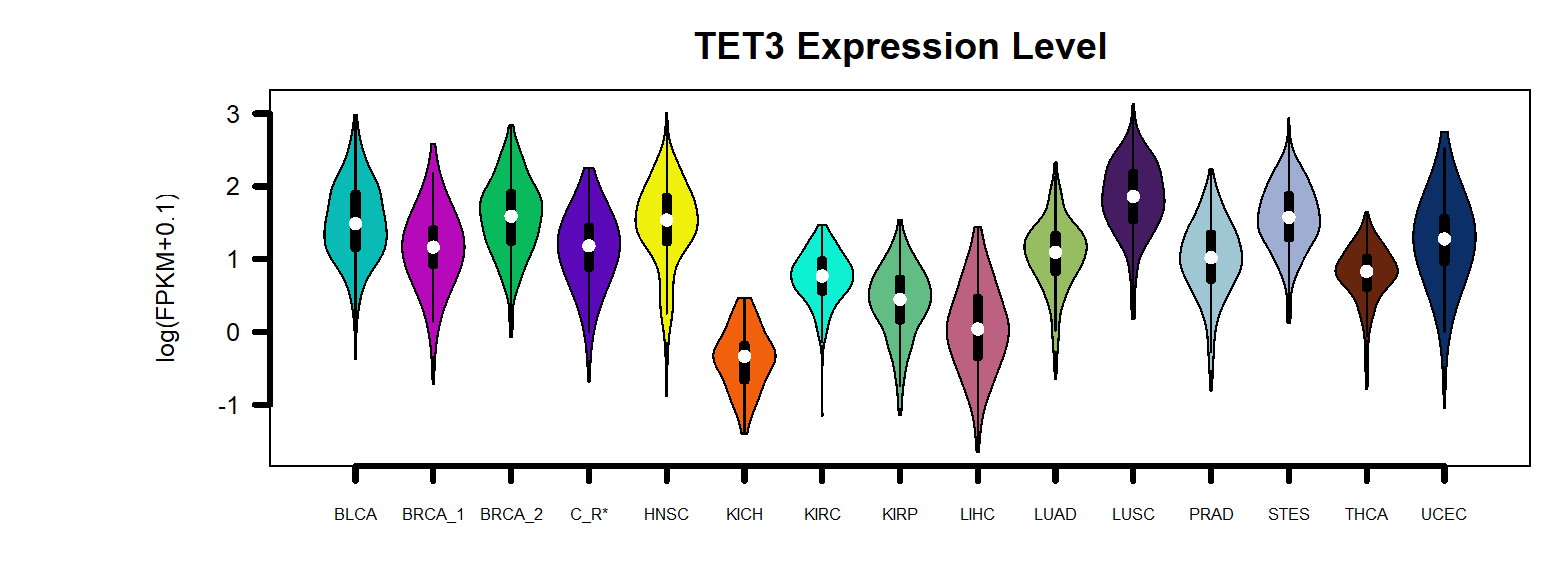 TET3 Expression Level
log(FPKM+0.1)
3
2
1
0
-1
BLCA BRCA_1 BRCA_2 C_R* HNSC KICH KIRC KIRP LIHC LUAD LUSC PRAD STES THCA UCEC